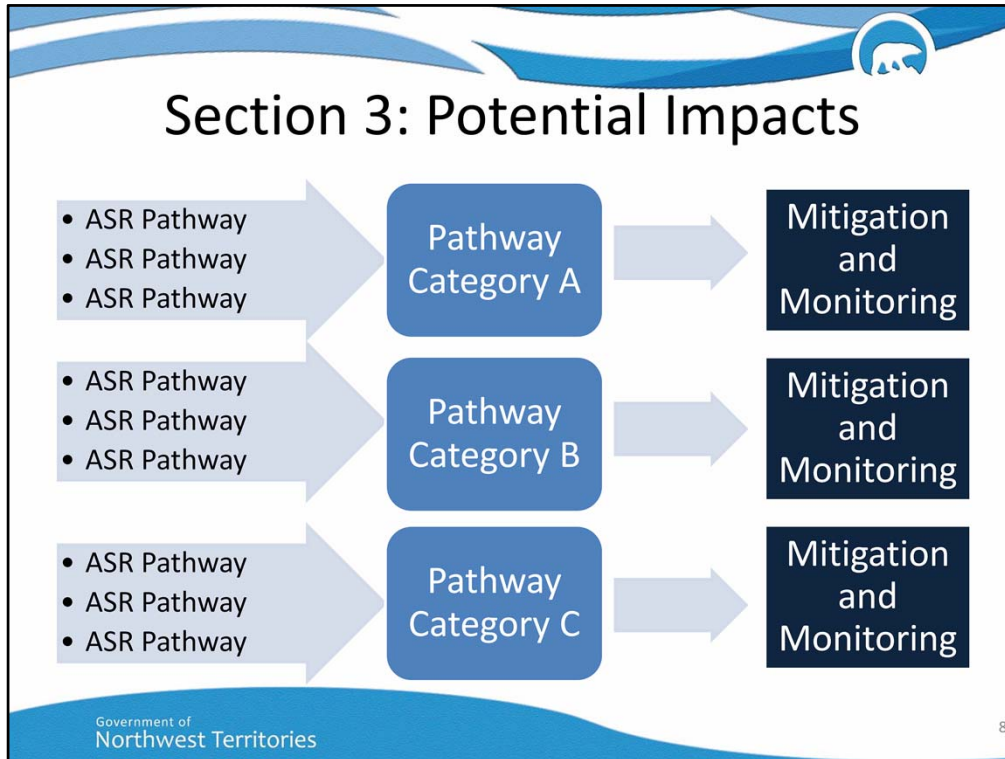 Section 3: Potential Impacts
• ASR Pathway
• ASR Pathway
• ASR Pathway
Pathway
Category A
Mitigation
and
Monitoring
• ASR Pathway
• ASR Pathway
• ASR Pathway
Pathway
Category B
Mitigation
and
Monitoring
• ASR Pathway
• ASR Pathway
• ASR Pathway
Pathway
Category C
Mitigation
and
Monitoring
Government of
Northwest Territories
8